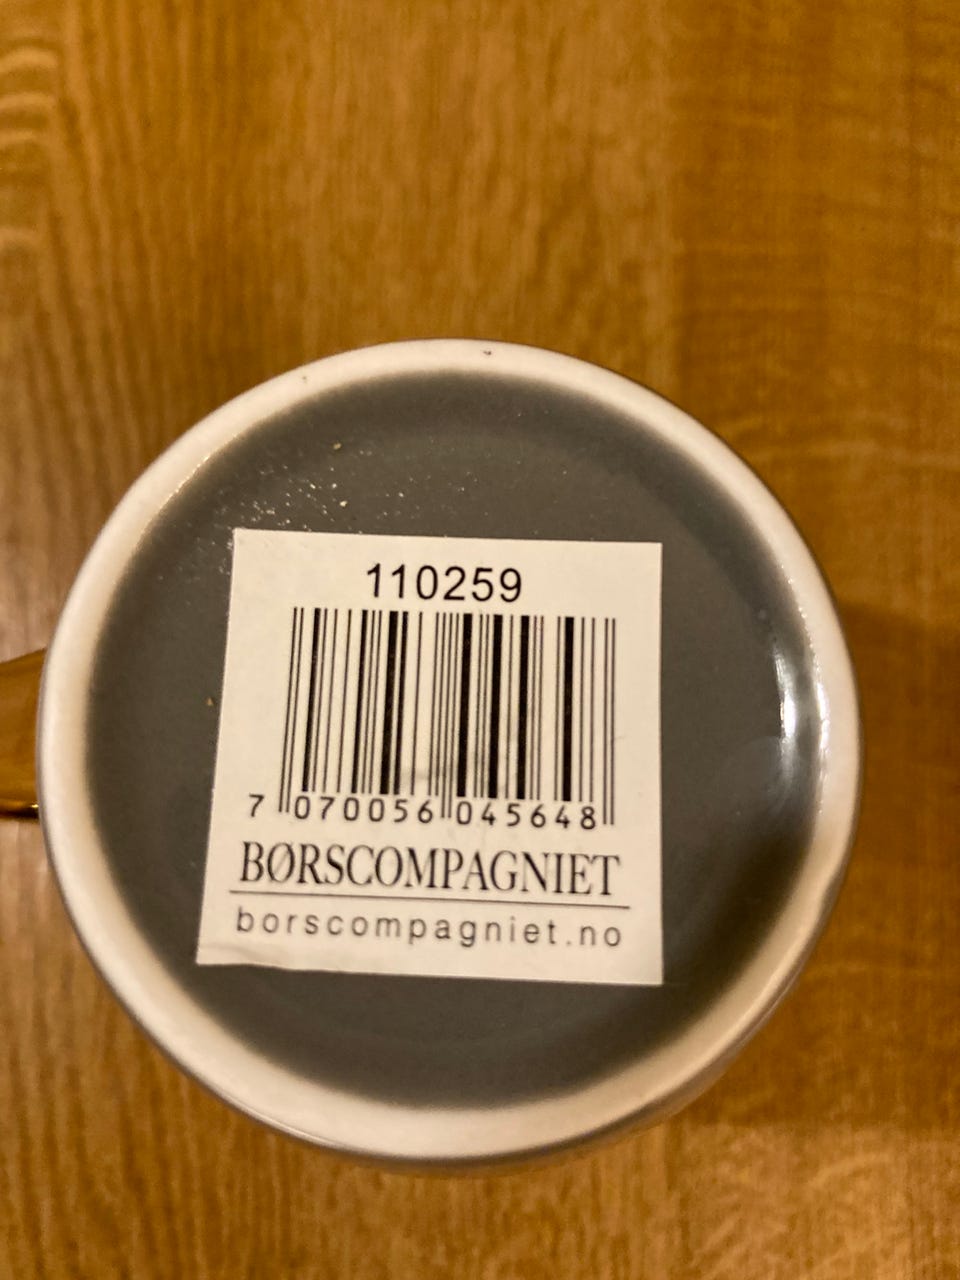 110259
7 070056 045648
BØRSCOMPAGNIET
borscompagniet.no